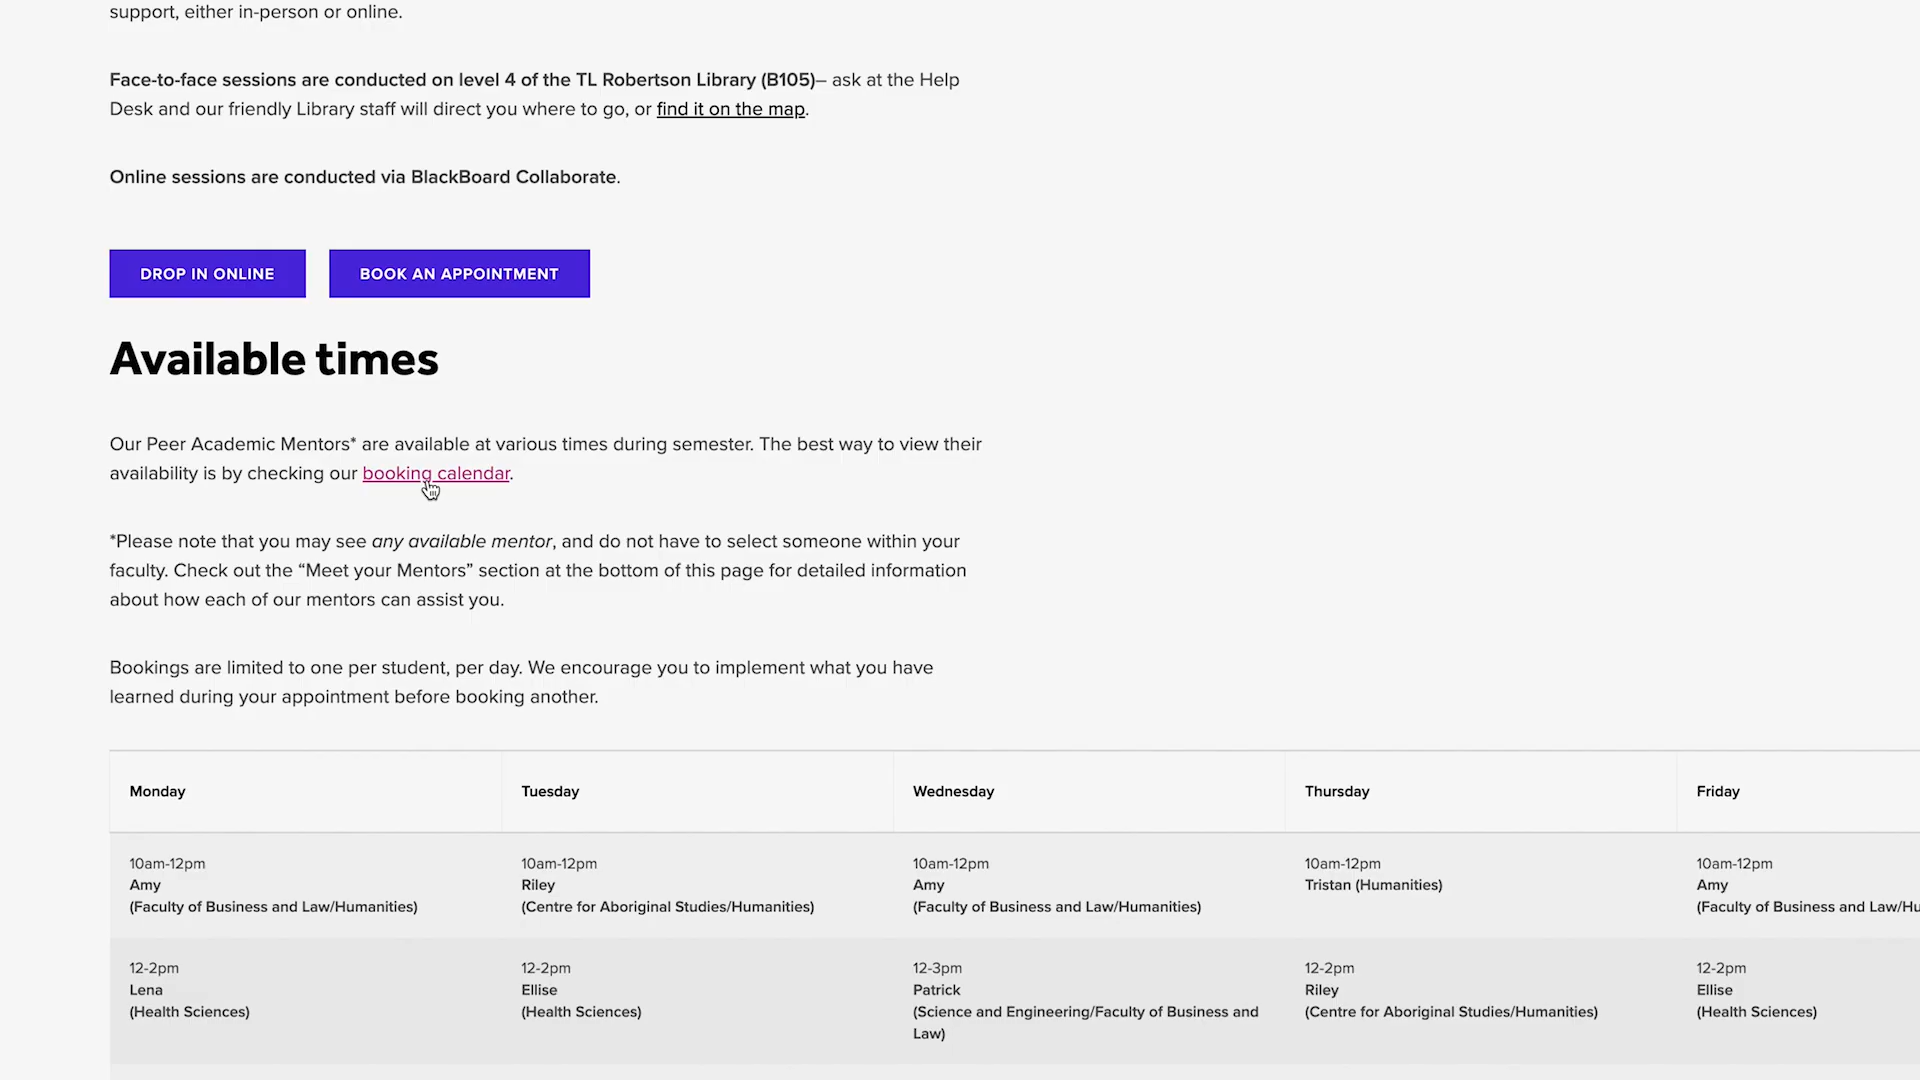 support, either in-person or online.
Face-to-face sessions are conducted on level 4 of the TL Robertson Library (B105)– ask at the Help
Desk and our friendly Library staff will direct you where to go, or find it on the map.
Online sessions are conducted via BlackBoard Collaborate.
DROP IN ONLINE
BOOK AN APPOINTMENT
Available times
Our Peer Academic Mentors* are available at various times during semester. The best way to view their
availability is by checking our booking calendar.
*Please note that you may see any available mentor, and do not have to select someone within your
faculty. Check out the “Meet your Mentors” section at the bottom of this page for detailed information
about how each of our mentors can assist you.
Bookings are limited to one per student, per day. We encourage you to implement what you have
learned during your appointment before booking another.
Monday
Tuesday
Wednesday
Thursday
Friday
10am-12pm
Amy
(Faculty of Business and Law/Humanities)
10am-12pm
Riley
(Centre for Aboriginal Studies/Humanities)
10am-12pm
Amy
(Faculty of Business and Law/Humanities)
10am-12pm
Tristan (Humanities)
10am-12pm
Amy
(Faculty of Business and Law/Hu
12-2pm
Lena
(Health Sciences)
12-2pm
Ellise
(Health Sciences)
12-3pm
Patrick
(Science and Engineering/Faculty of Business and
Law)
12-2pm
Riley
(Centre for Aboriginal Studies/Humanities)
12-2pm
Ellise
(Health Sciences)